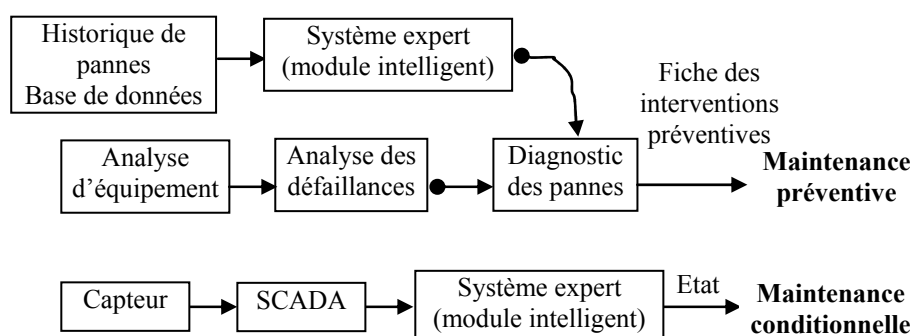 Historique de
pannes
Base de données
Système expert
(module intelligent)
Fiche des
interventions
préventives
Analyse
d'équipement
Analyse des
défaillances
Diagnostic
des pannes
Maintenance
préventive
Capteur
SCADA
Système expert
(module intelligent)
Etat
Maintenance
conditionnelle